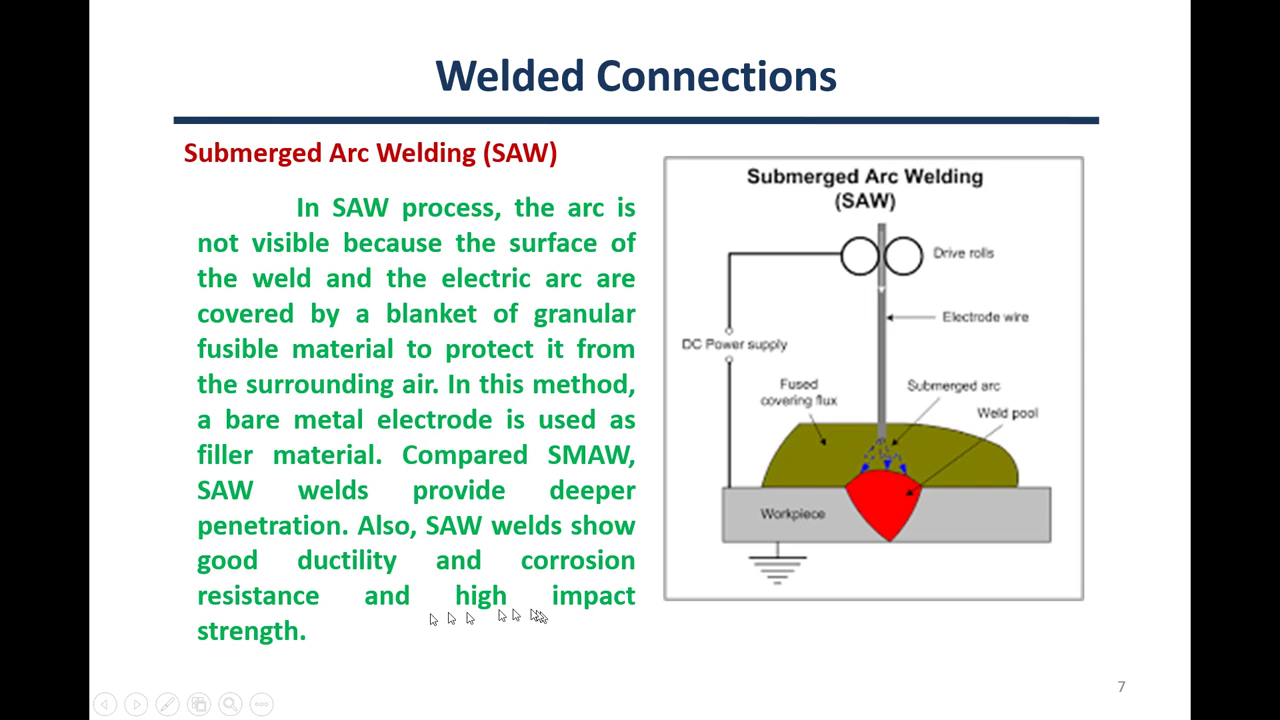 Welded Connections
Submerged Arc Welding (SAW)
In SAW process, the arc is
not visible because the surface of
the weld and the electric arc are
covered by a blanket of granular
fusible material to protect it from
the surrounding air. In this method,
a bare metal electrode is used as
filler material. Compared SMAW,
SAW welds provide deeper
penetration. Also, SAW welds show
good ductility and corrosion
resistance and high impact
strength.
Submerged Arc Welding
(SAW)
Drive rolls
Electrode wire
DC Power supply
Fused
covering flux
Submerged arc
Weld pool
Workpiece
7